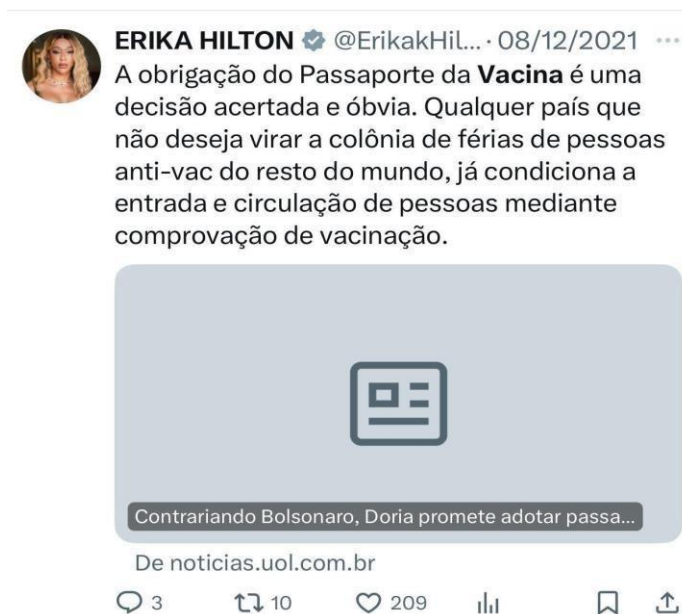 ERIKA HILTON @ErikakHil... · 08/12/2021
A obrigação do Passaporte da Vacina é uma
decisão acertada e óbvia. Qualquer país que
não deseja virar a colônia de férias de pessoas
anti-vac do resto do mundo, já condiciona a
entrada e circulação de pessoas mediante
comprovação de vacinação.
Contrariando Bolsonaro, Doria promete adotar passa...
De noticias.uol.com.br
3 10 209